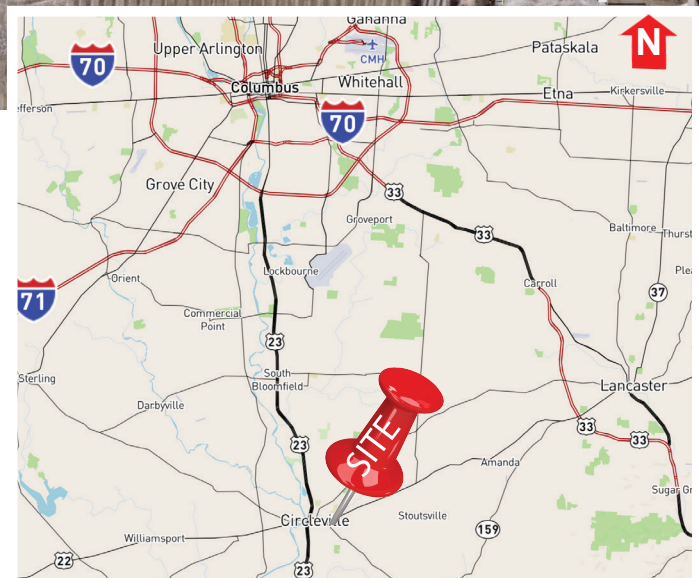 Gahanna
Upper Arlington
N
CMH
Pataskala
70
Whitehall
Columbus
Etna
Kirkersville
efferson
70
Grove City
33
Groveport
33
Baltimore
Thurst
Lockbourne
Plea
71
Orient
Carroll
37
Commercial
Point
23
South
Bloomfield
Sterling
Lancaster
Darbyville
SITE
33
33
23
Amanda
Sugar Gr
Circleville
Stoutsville
159
Williamsport
22
23